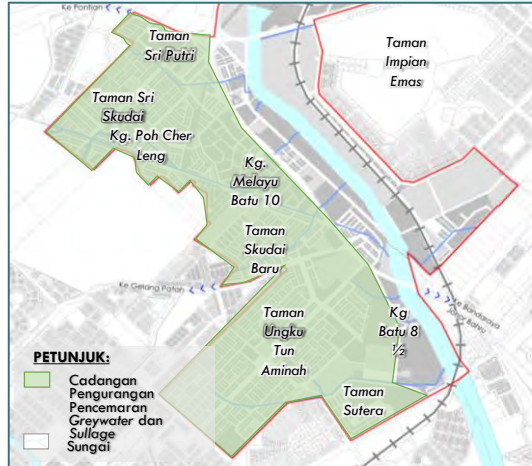 Ke Pontian
Taman
Sri Putri
Taman
Impian
Emas
Taman Sri
Skudai
Kg. Poh Cher
Leng
Kg.
Melayu
Batu 10
Taman
Skudai
Baru
Ke Gelang Patah
Ke Bandaraya
Johor Bahru
Taman
Ungku
Tun
Aminah
Kg
Batu 8
½
Taman
Sutera
PETUNJUK:
Cadangan
Pengurangan
Pencemaran
Greywater dan
Sullage
Sungai